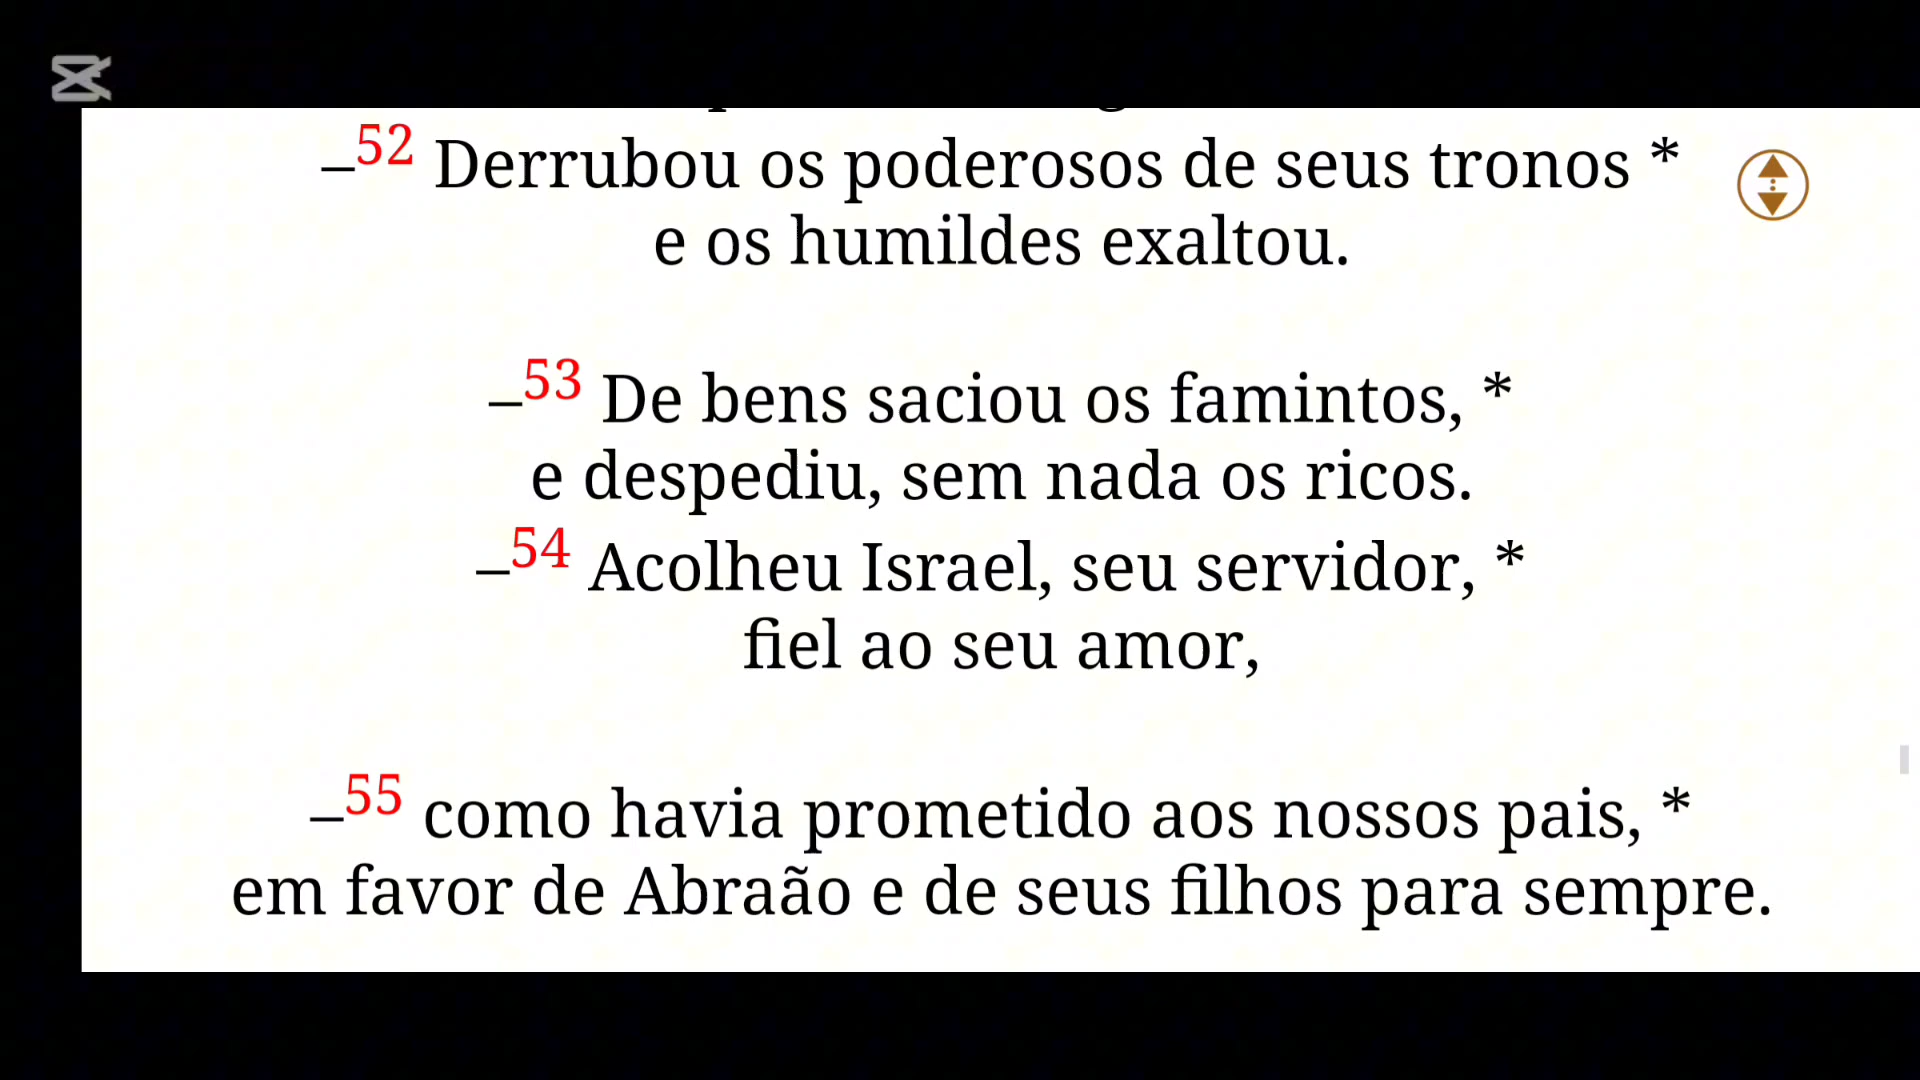 –52 Derrubou os poderosos de seus tronos *
e os humildes exaltou.
–53 De bens saciou os famintos, *
e despediu, sem nada os ricos.
–54 Acolheu Israel, seu servidor, *
fiel ao seu amor,
–55 como havia prometido aos nossos pais, *
em favor de Abraão e de seus filhos para sempre.